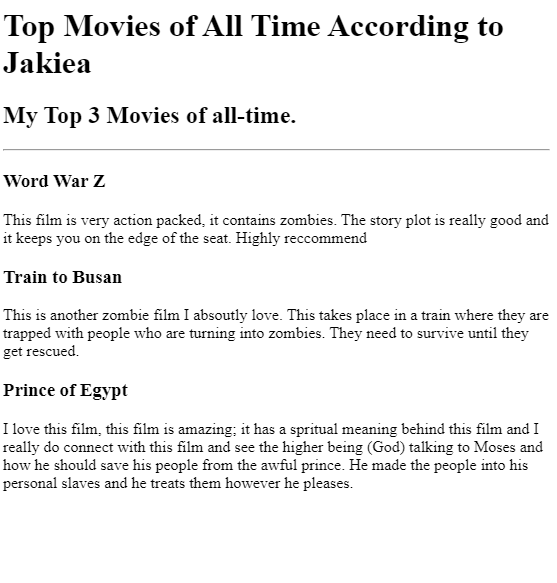 Top Movies of All Time According to
Jakiea
My Top 3 Movies of all-time.
Word War Z
This film is very action packed, it contains zombies. The story plot is really good and
it keeps you on the edge of the seat. Highly reccommend
Train to Busan
This is another zombie film I absoutly love. This takes place in a train where they are
trapped with people who are turning into zombies. They need to survive until they
get rescued.
Prince of Egypt
I love this film, this film is amazing; it has a spritual meaning behind this film and I
really do connect with this film and see the higher being (God) talking to Moses and
how he should save his people from the awful prince. He made the people into his
personal slaves and he treats them however he pleases.